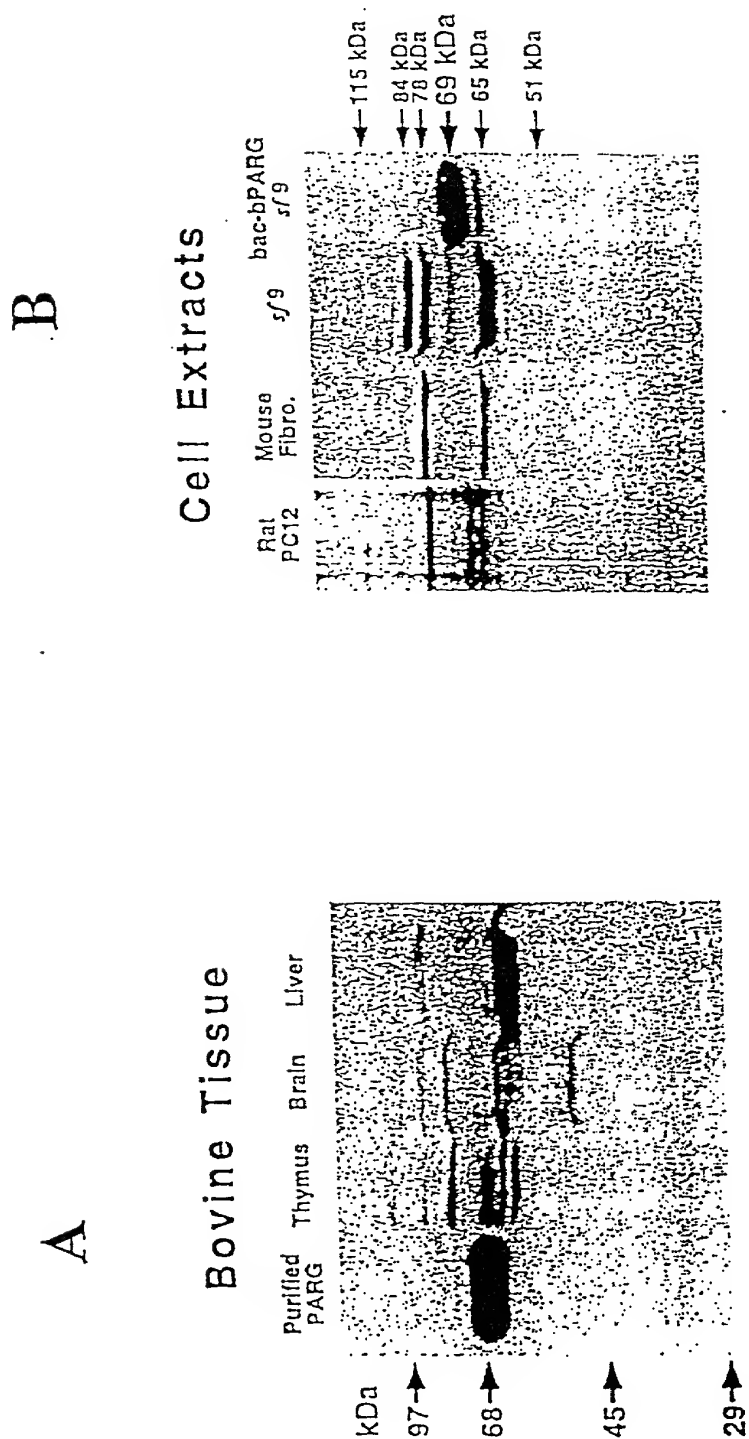 A
Bovine Tissue
Purified
PARG
Thymus
Brain
Liver
kDa
97
68
45
29
B
Cell Extracts
Rat
PC12
Mouse
Fibro.
sf9
bac-bPARG
sf9
115 kDa
84 kDa
78 kDa
69 kDa
65 kDa
51 kDa